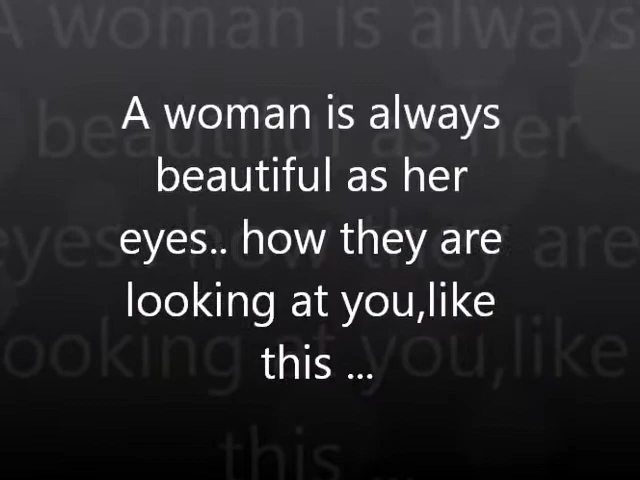 A woman is always
beautiful as her
eyes.. how they are
looking at you,like
this ...